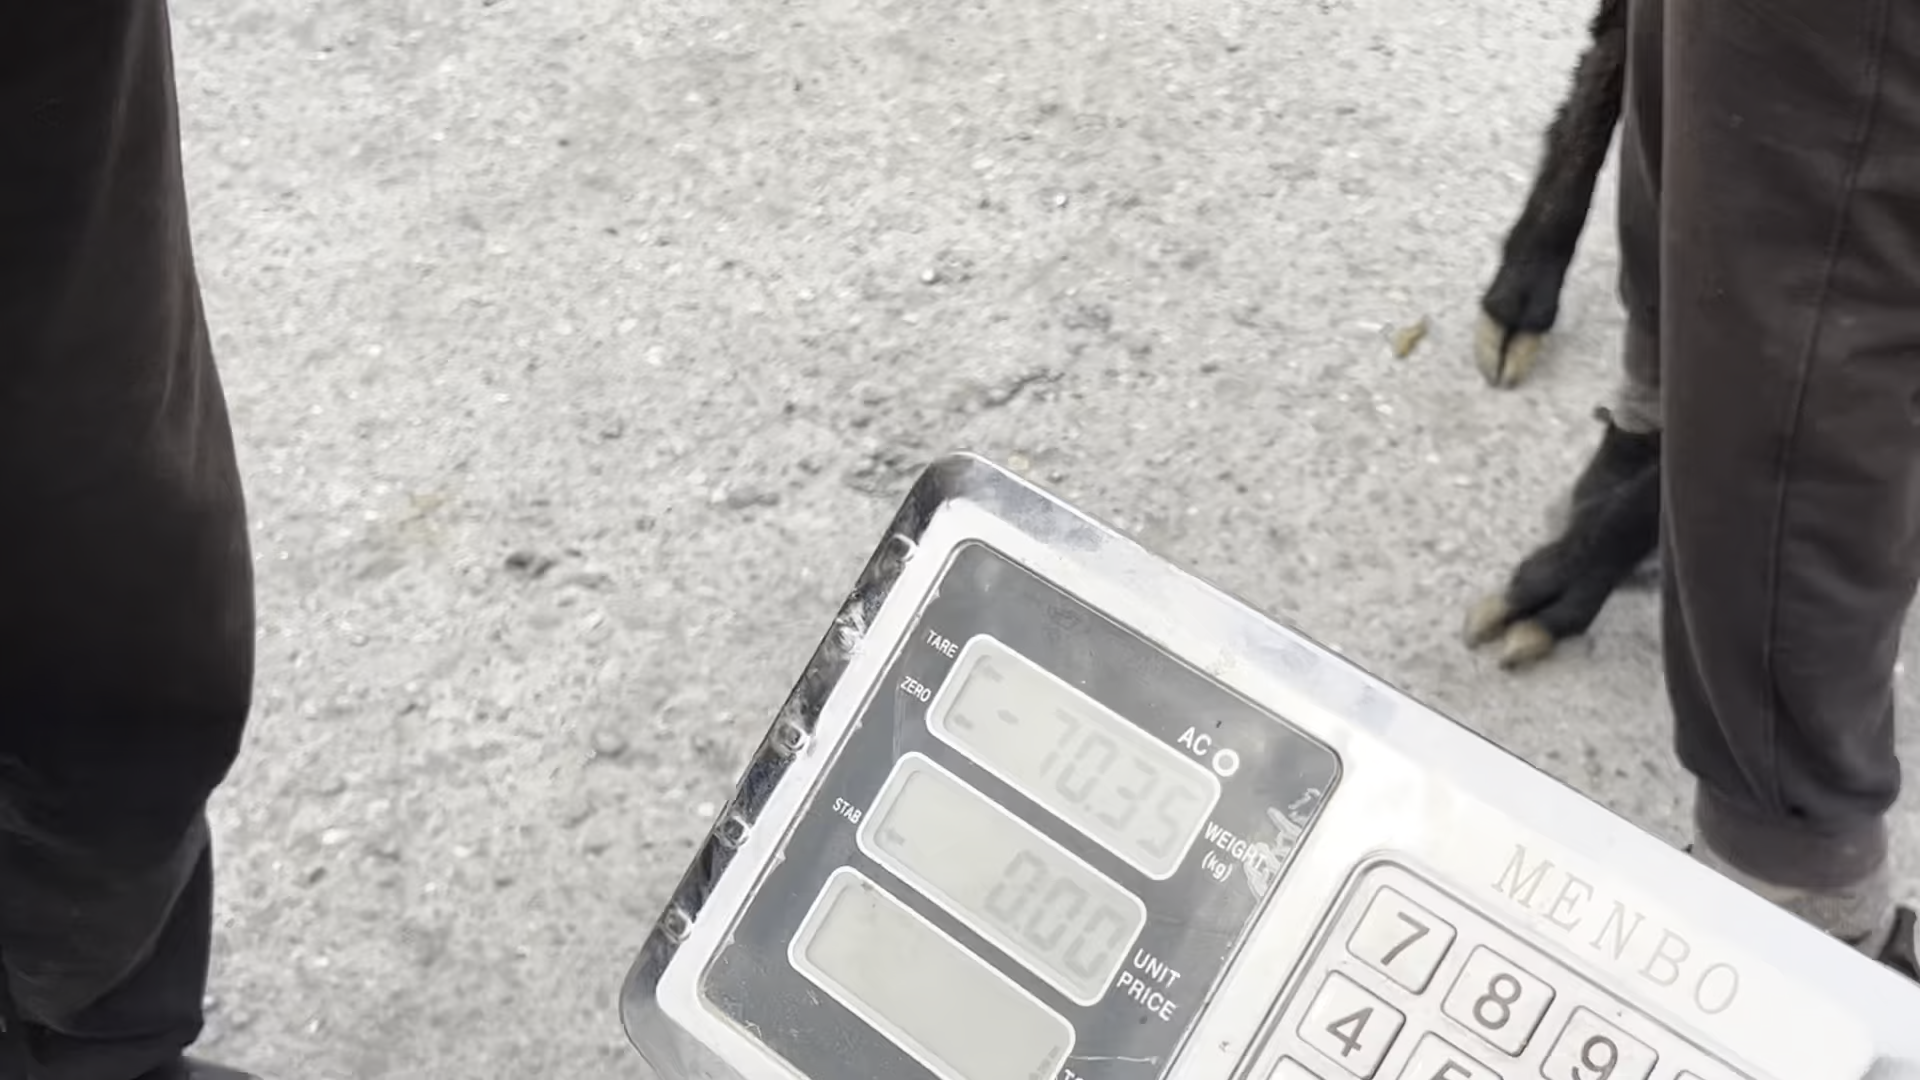 TARE
ZERO
AC
-70.35
WEIGHT
(kg)
STAB
0.00
UNIT
PRICE
MENBO
7
8
9
4